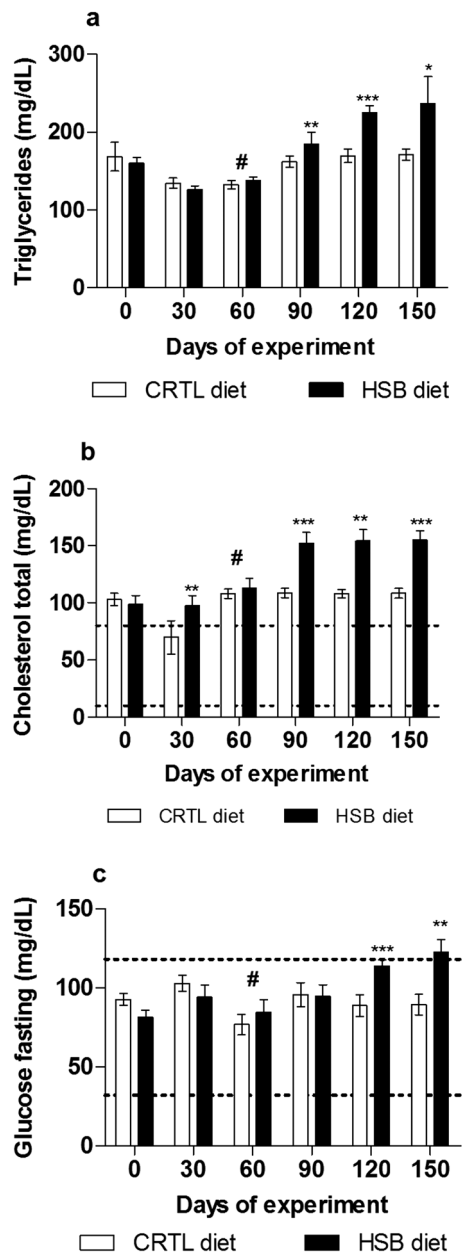 a
Triglycerides (mg/dL)
300
200
100
0
#
**
***
*
0 30 60 90 120 150
Days of experiment
CRTL diet HSB diet
b
Cholesterol total (mg/dL)
200
150
100
50
0
**
#
***
**
***
0 30 60 90 120 150
Days of experiment
CRTL diet HSB diet
c
Glucose fasting (mg/dL)
150
100
50
0
#
***
**
0 30 60 90 120 150
Days of experiment
CRTL diet HSB diet